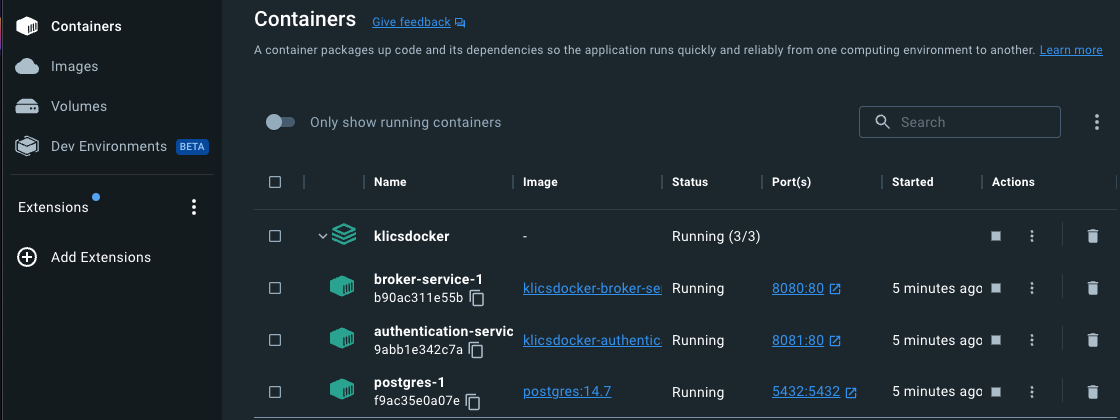 Containers
Give feedback
A container packages up code and its dependencies so the application runs quickly and reliably from one computing environment to another. Learn more
Containers
Images
Volumes
Dev Environments BETA
Extensions
Add Extensions
Only show running containers
Search
Name Image Status Port(s) Started Actions
klicsdocker - Running (3/3)
broker-service-1
b90ac311e55b klicsdocker-broker-se Running 8080:80 5 minutes ago
authentication-servic
9abb1e342c7a klicsdocker-authentic Running 8081:80 5 minutes ago
postgres-1
f9ac35e0a07e postgres:14.7 Running 5432:5432 5 minutes ago